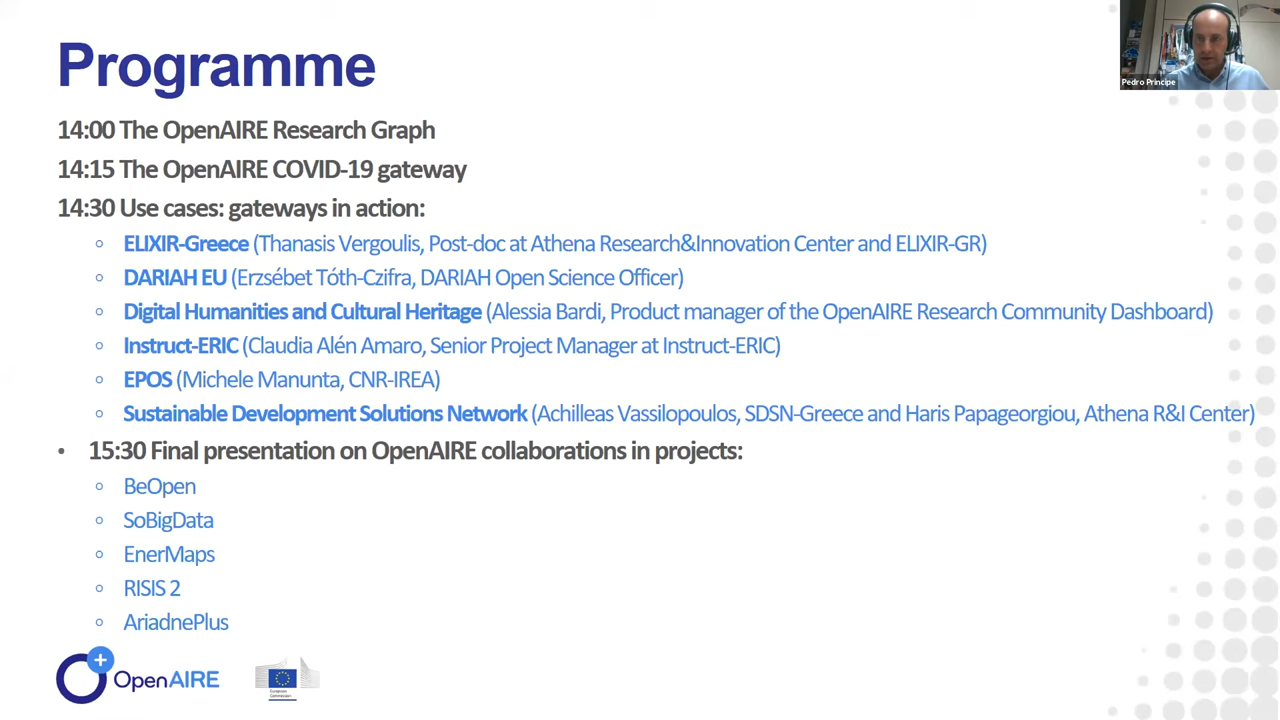 Programme
Pedro Principe
14:00 The OpenAIRE Research Graph
14:15 The OpenAIRE COVID-19 gateway
14:30 Use cases: gateways in action:
ELIXIR-Greece (Thanasis Vergoulis, Post-doc at Athena Research&Innovation Center and ELIXIR-GR)
DARIAH EU (Erzsébet Tóth-Czifra, DARIAH Open Science Officer)
Digital Humanities and Cultural Heritage (Alessia Bardi, Product manager of the OpenAIRE Research Community Dashboard)
Instruct-ERIC (Claudia Alén Amaro, Senior Project Manager at Instruct-ERIC)
EPOS (Michele Manunta, CNR-IREA)
Sustainable Development Solutions Network (Achilleas Vassilopoulos, SDSN-Greece and Haris Papageorgiou, Athena R&I Center)
• 15:30 Final presentation on OpenAIRE collaborations in projects:
BeOpen
SoBigData
EnerMaps
RISIS 2
AriadnePlus
OpenAIRE
European
Commission